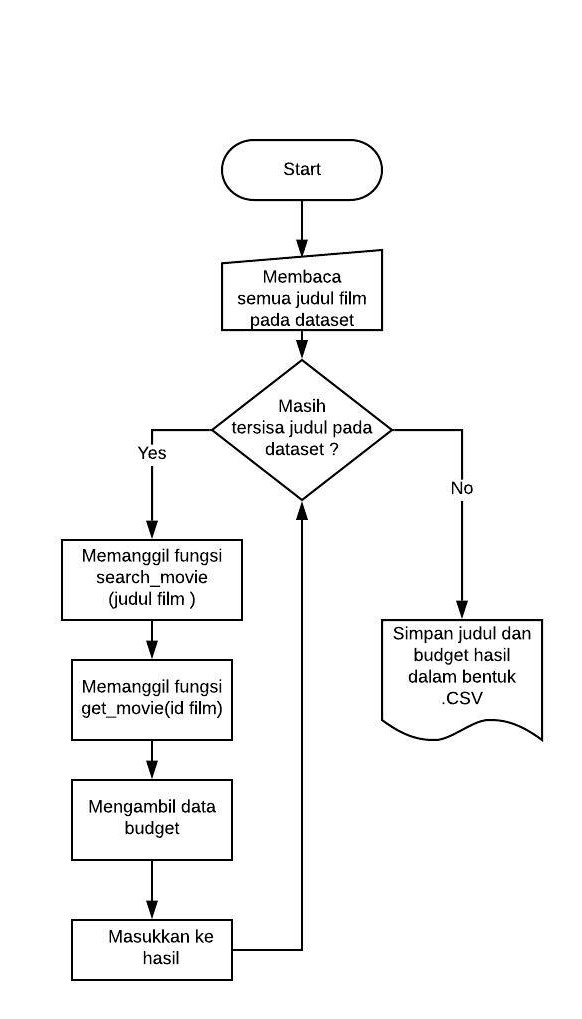 Start
Membaca
semua judul film
pada dataset
Masih
tersisa judul pada
dataset ?
Yes
No
Memanggil fungsi
search_movie
(judul film )
Memanggil fungsi
get_movie(id film)
Mengambil data
budget
Masukkan ke
hasil
Simpan judul dan
budget hasil
dalam bentuk
.CSV